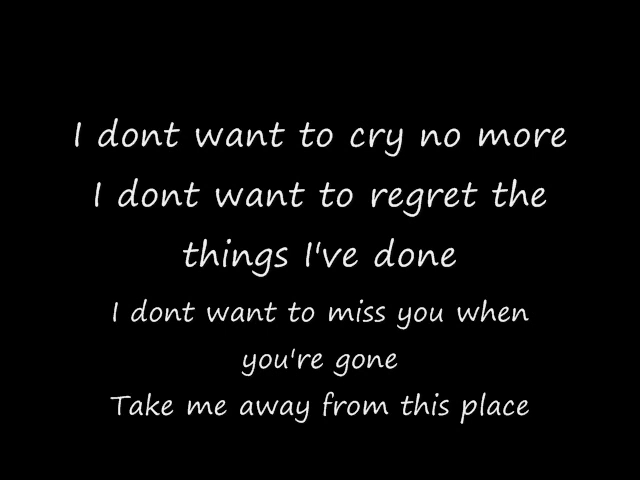 I dont want to cry no more
I dont want to regret the
things I've done
I dont want to miss you when
you're gone
Take me away from this place